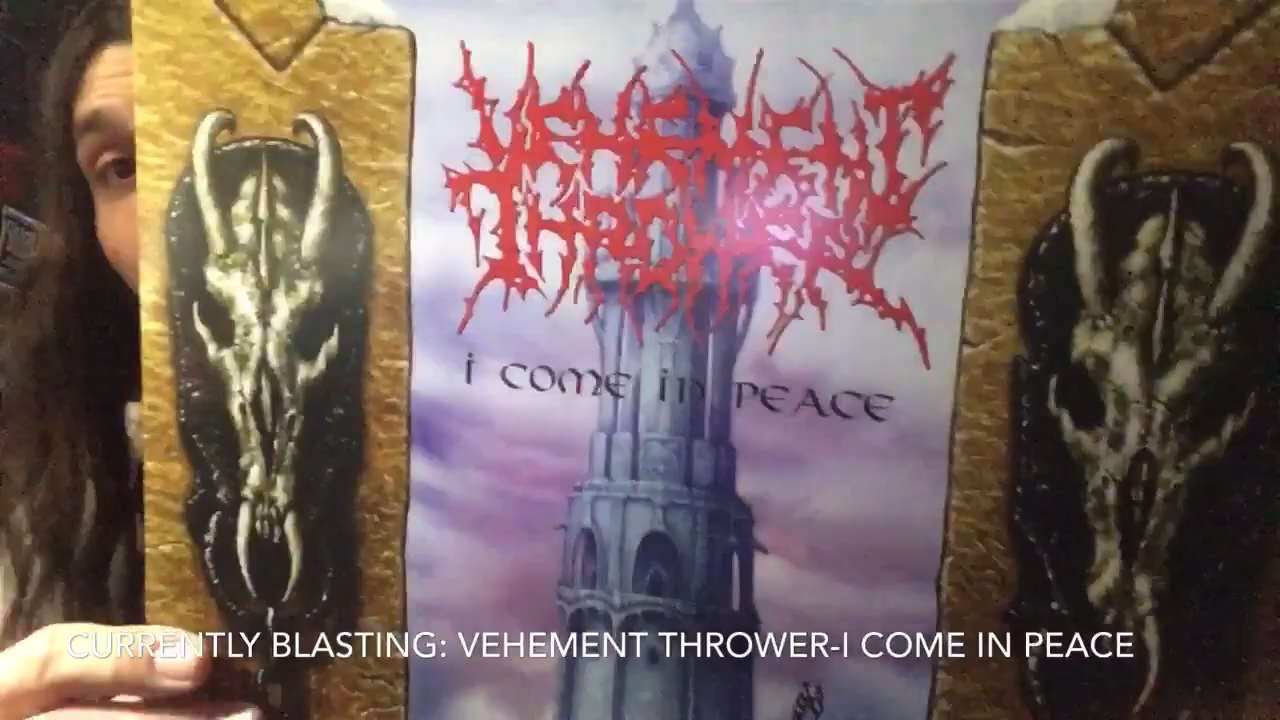 VEHEMENT
THROWER
i COME in PEACE
CURRENTLY BLASTING: VEHEMENT THROWER-I COME IN PEACE